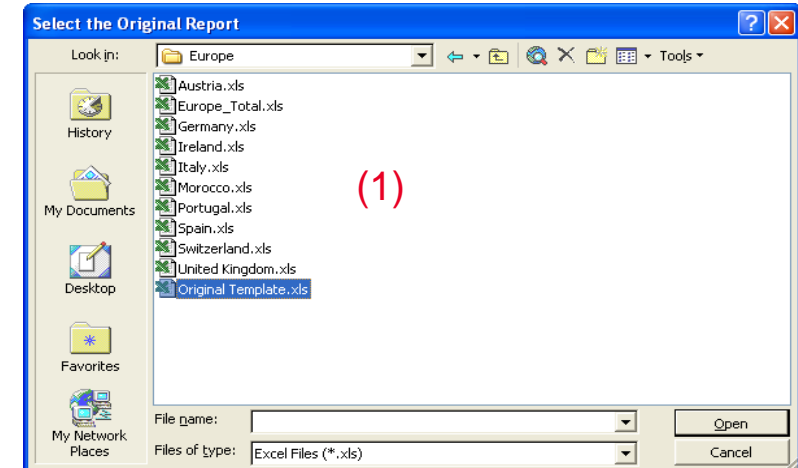 Select the Original Report
Look in:
Europe
Tools
History
My Documents
Desktop
Favorites
My Network
Places
Austria.xls
Europe_Total.xls
Germany.xls
Ireland.xls
Italy.xls
Morocco.xls
Portugal.xls
Spain.xls
Switzerland.xls
United Kingdom.xls
Original Template.xls
(1)
File name:
Open
Files of type:
Excel Files (*.xls)
Cancel